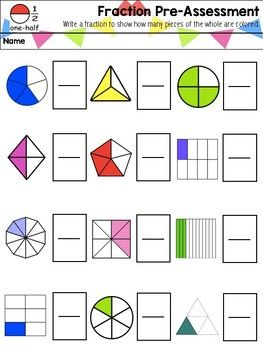 Fraction Pre-Assessment
1
2
one-half
Write a fraction to show how many pieces of the whole are colored.
Name